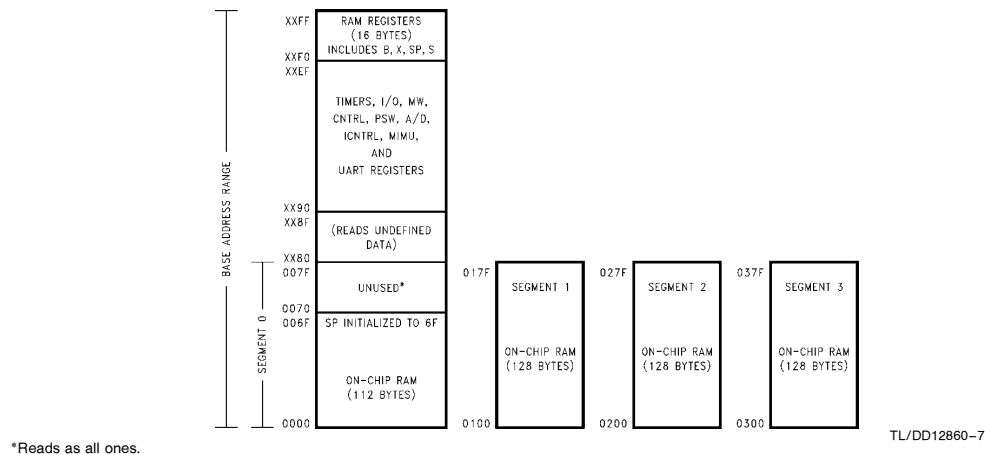 XXFF
RAM REGISTERS
(16 BYTES)
INCLUDES B, X, SP, S
XXF0
XXEF
TIMERS, I/O, MW,
CNTRL, PSW, A/D,
ICNTRL, MIMU,
AND
UART REGISTERS
XX90
XX8F
(READS UNDEFINED
DATA)
XX80
007F
UNUSED*
0070
006F
SP INITIALIZED TO 6F
ON-CHIP RAM
(112 BYTES)
0000
BASE ADDRESS RANGE
SEGMENT 0
017F
SEGMENT 1
ON-CHIP RAM
(128 BYTES)
0100
027F
SEGMENT 2
ON-CHIP RAM
(128 BYTES)
0200
037F
SEGMENT 3
ON-CHIP RAM
(128 BYTES)
0300
TL/DD12860–7
*Reads as all ones.